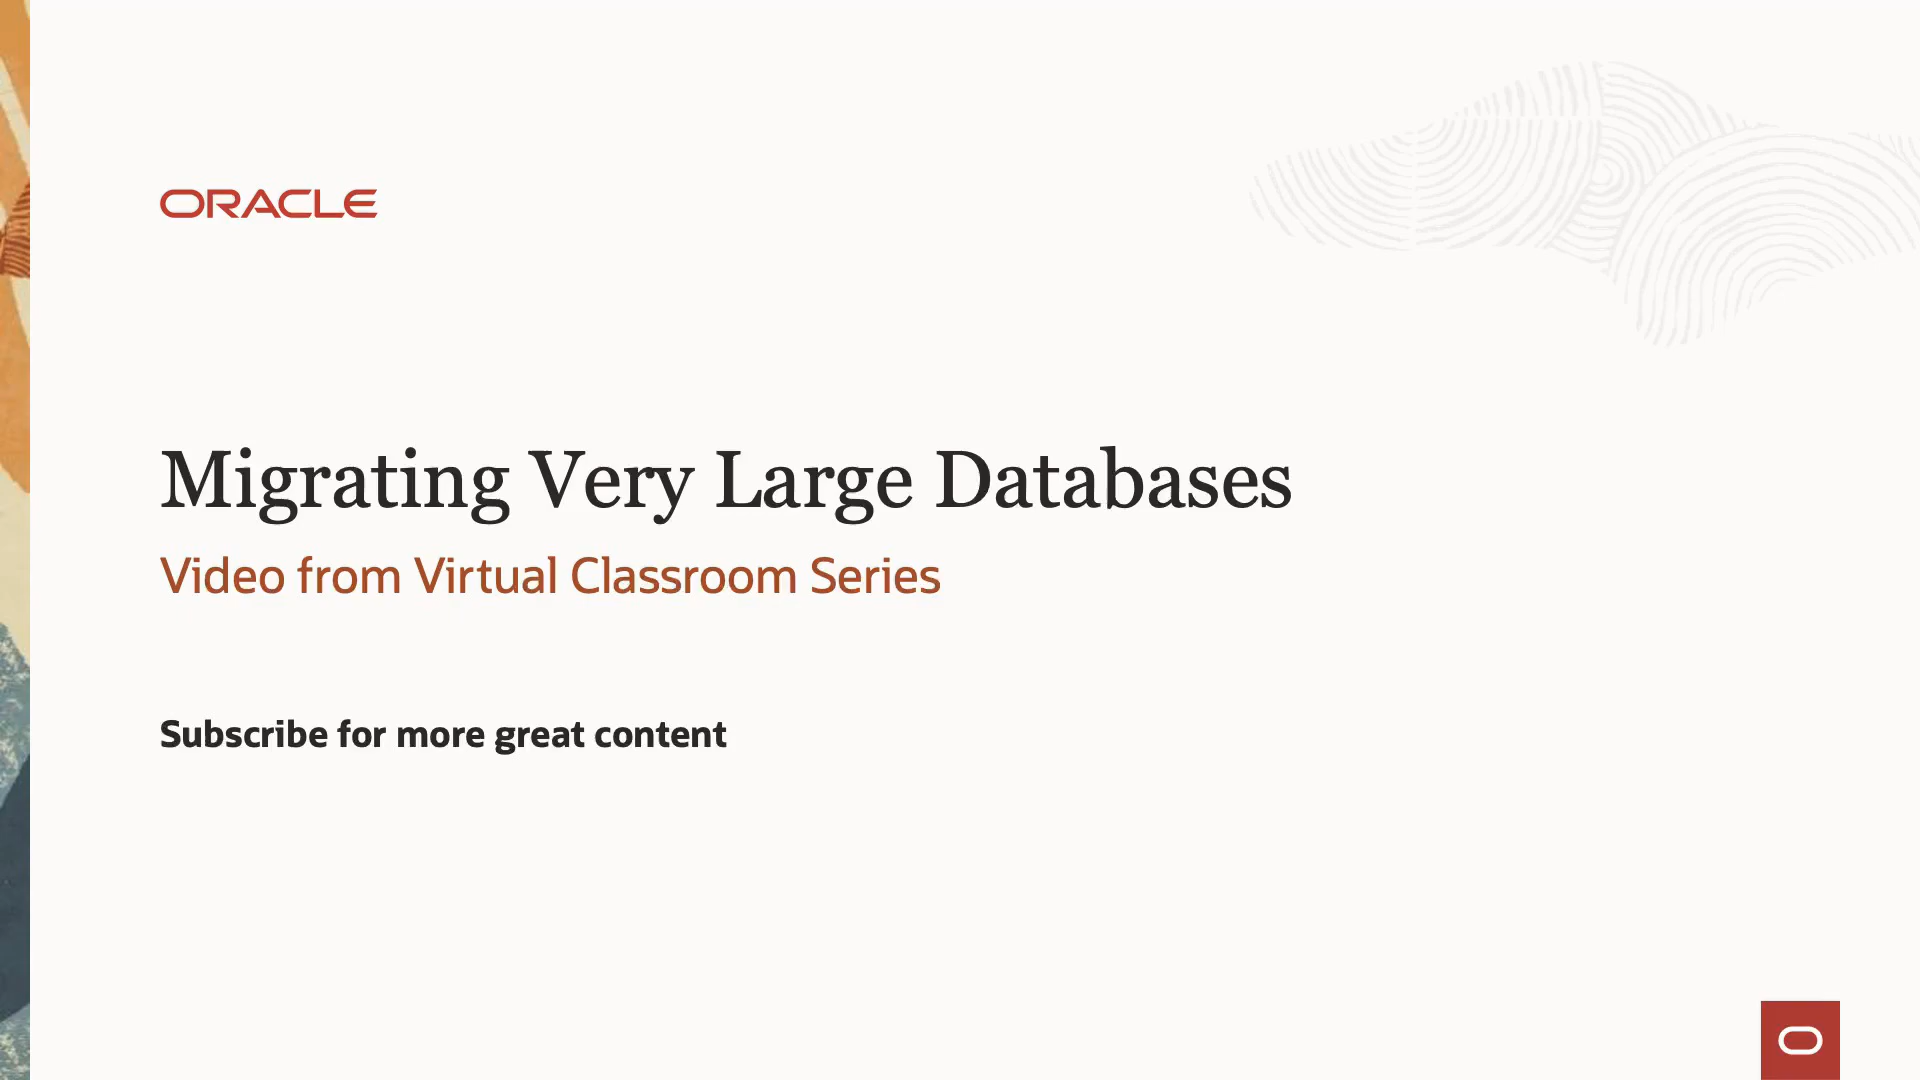 ORACLE
Migrating Very Large Databases
Video from Virtual Classroom Series
Subscribe for more great content